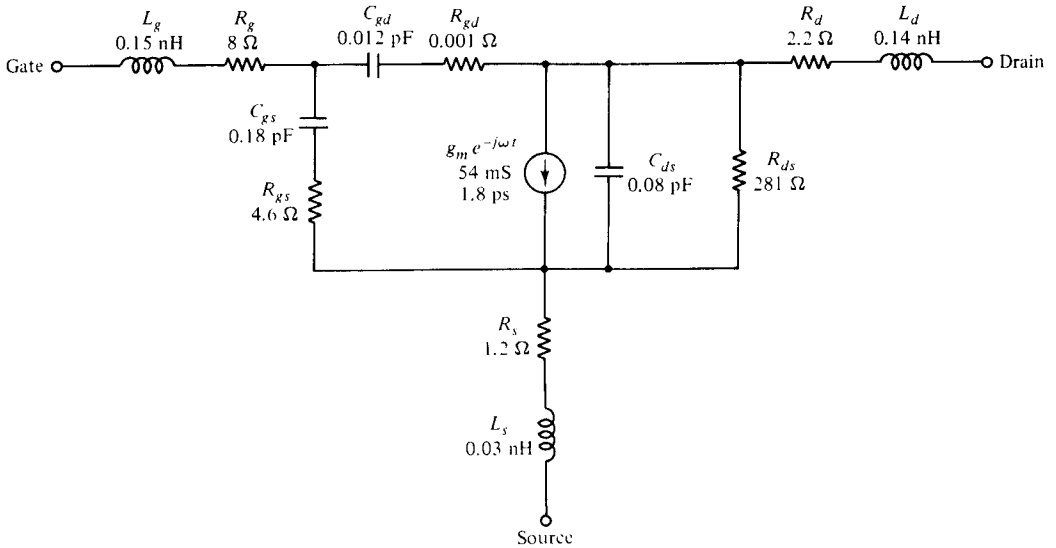 L_g
0.15 nH
R_g
8 Ω
C_gd
0.012 pF
R_gd
0.001 Ω
R_d
2.2 Ω
L_d
0.14 nH
Gate
Drain
C_gs
0.18 pF
R_gs
4.6 Ω
g_m e^{-jωt}
54 mS
1.8 ps
C_ds
0.08 pF
R_ds
281 Ω
R_s
1.2 Ω
L_s
0.03 nH
Source